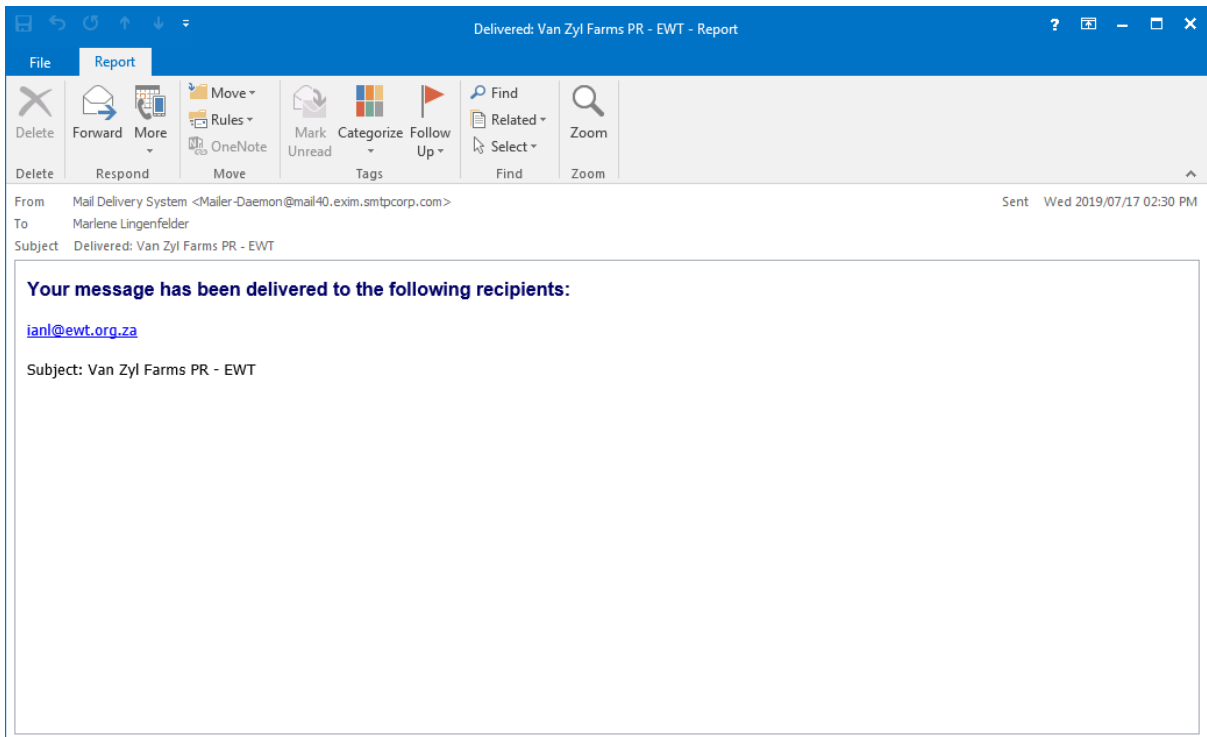 Delivered: Van Zyl Farms PR - EWT - Report
?
File Report
Delete
Forward
More
Move
Rules
OneNote
Mark Unread
Categorize
Follow Up
Find
Related
Select
Zoom
Delete Respond Move Tags Find Zoom
From Mail Delivery System <Mailer-Daemon@mail40.exim.smtpcorp.com> Sent Wed 2019/07/17 02:30 PM
To Marlene Lingenfelder
Subject Delivered: Van Zyl Farms PR - EWT
Your message has been delivered to the following recipients:
ianl@ewt.org.za
Subject: Van Zyl Farms PR - EWT